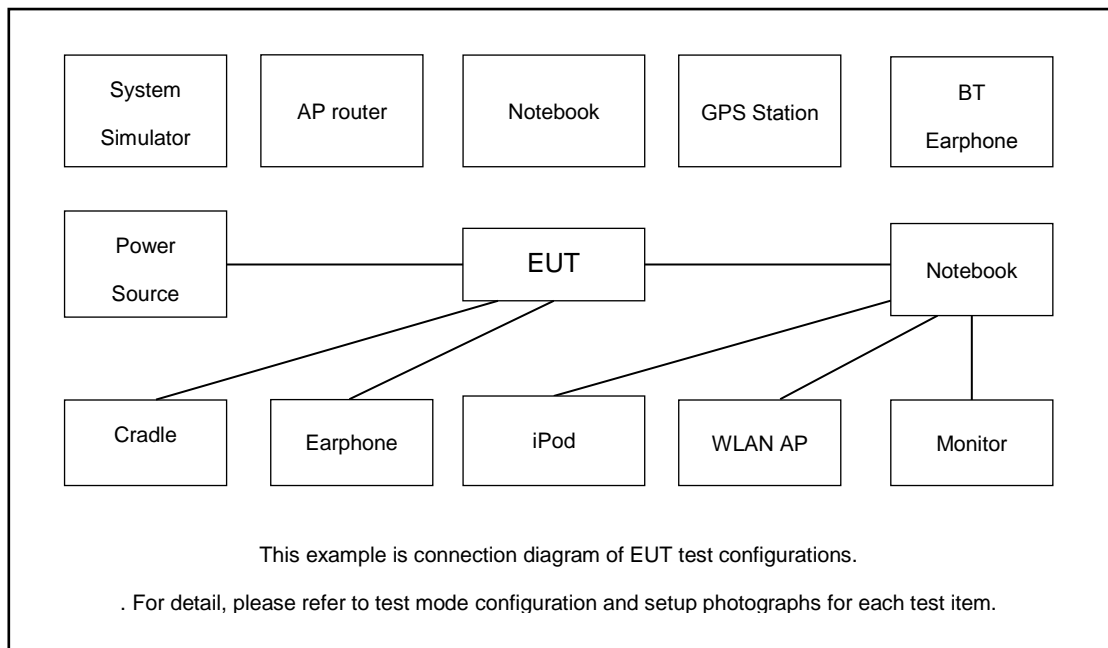 System
Simulator
AP router
Notebook
GPS Station
BT
Earphone
Power
Source
EUT
Notebook
Cradle
Earphone
iPod
WLAN AP
Monitor
This example is connection diagram of EUT test configurations.
. For detail, please refer to test mode configuration and setup photographs for each test item.